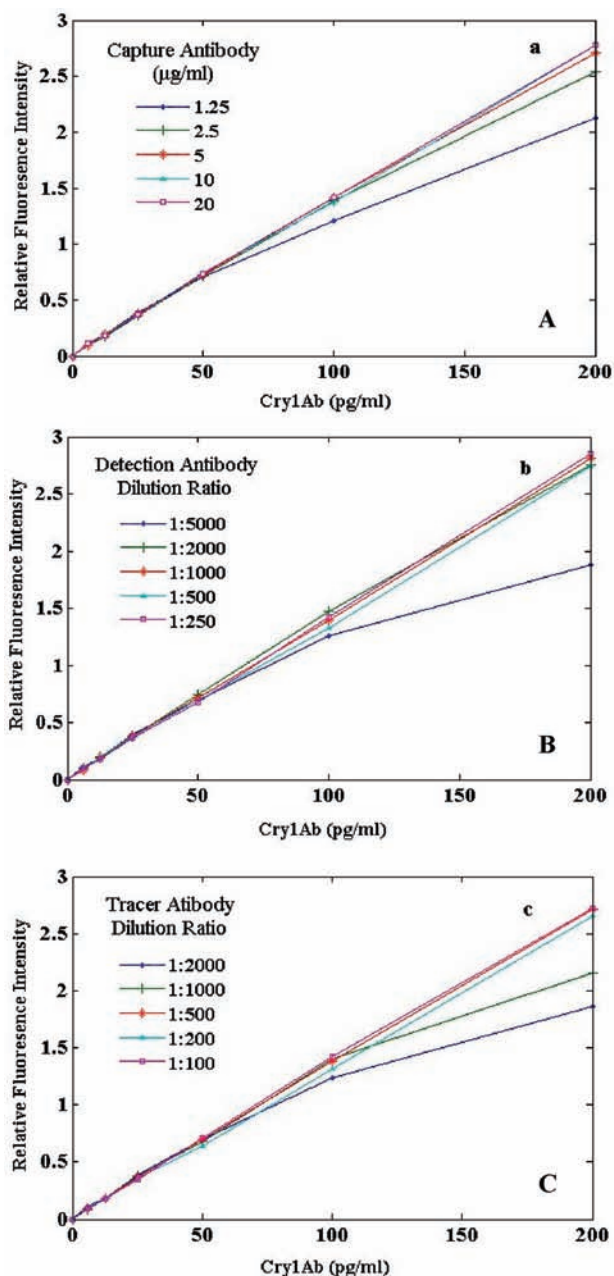 3
a
Capture Antibody
(µg/ml)
2.5
1.25
2.5
2
5
10
1.5
20
Relative Fluoresence Intensity
1
0.5
A
0
0 50 100 150 200
Cry1Ab (pg/ml)
3
Detection Antibody
Dilution Ratio
b
2.5
1:5000
1:2000
2
1:1000
1:500
1.5
1:250
Relative Fluoresence Intensity
1
0.5
B
0
0 50 100 150 200
Cry1Ab (pg/ml)
3
Tracer Atibody
Dilution Ratio
c
2.5
1:2000
1:1000
2
1:500
1:200
1.5
1:100
Relative Fluoresence Intensity
1
0.5
C
0
0 50 100 150 200
Cry1Ab (pg/ml)